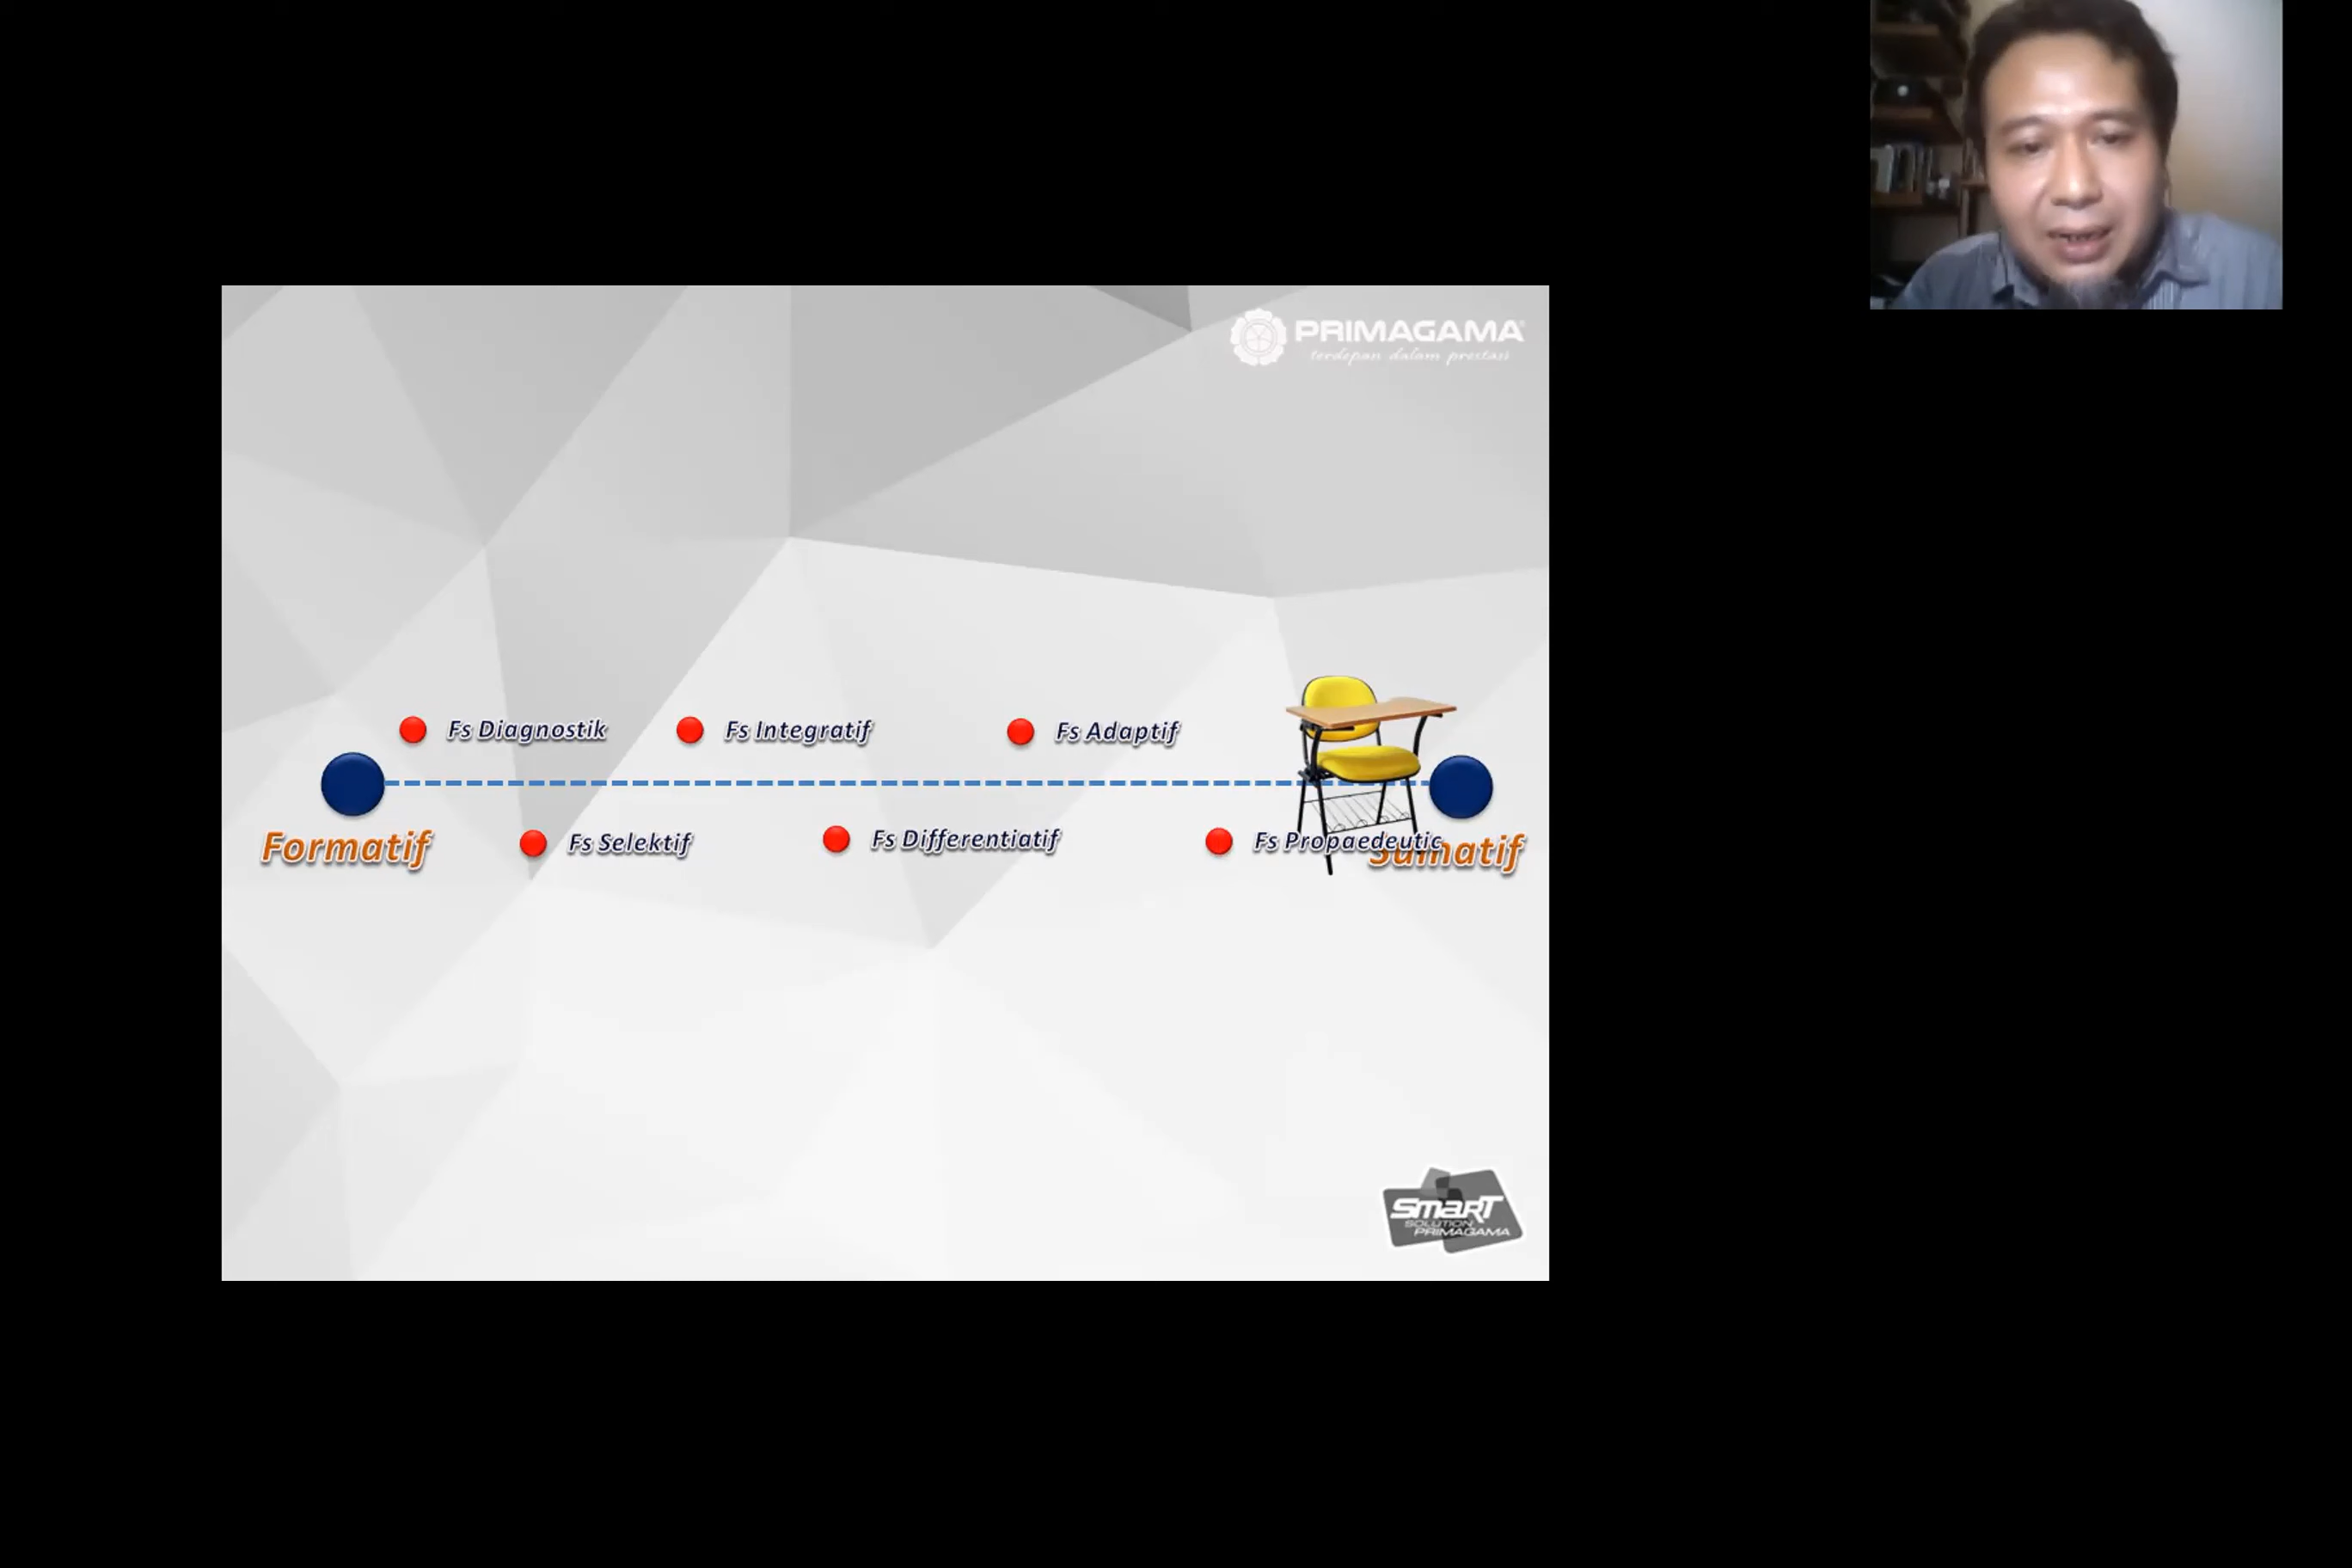 PRIMAGAMA
terdepan dalam prestasi
Fs Diagnostik
Fs Integratif
Fs Adaptif
Formatif
Fs Selektif
Fs Differentiatif
Fs Propaedeutic
Sumatif
smarT
SOLUTION
PRIMAGAMA